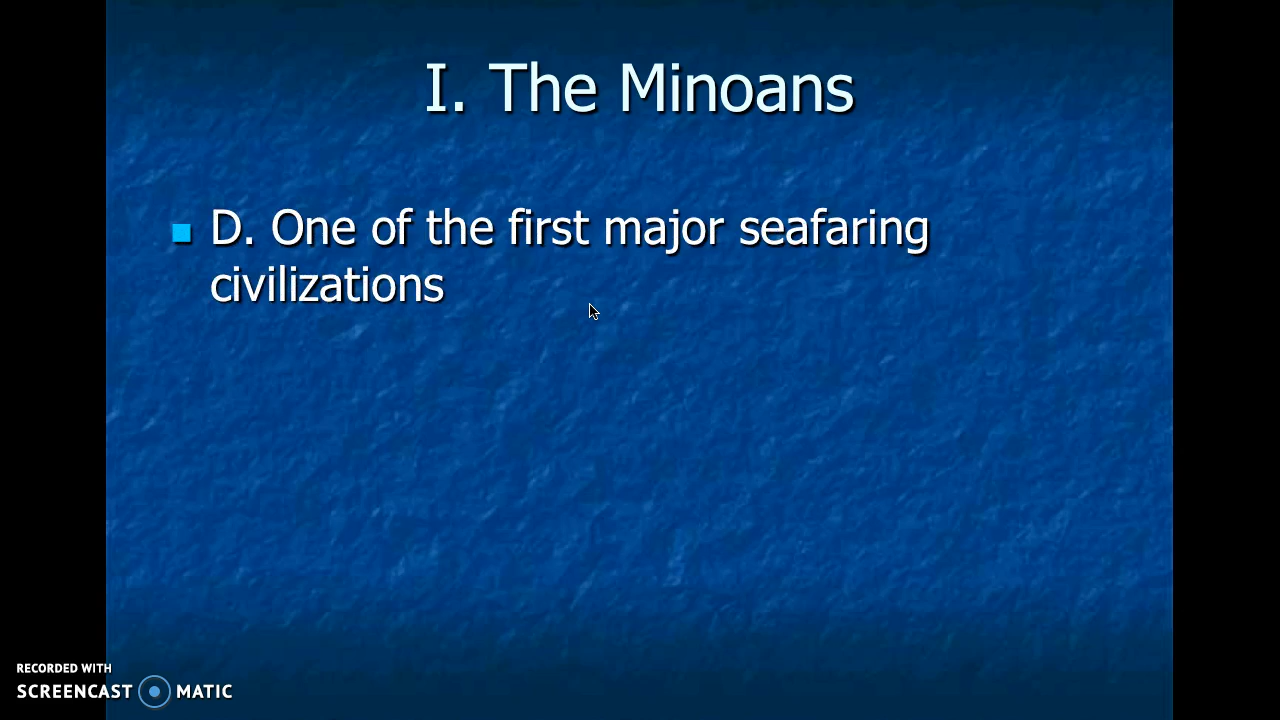 I. The Minoans
D. One of the first major seafaring
civilizations
RECORDED WITH
SCREENCAST MATIC